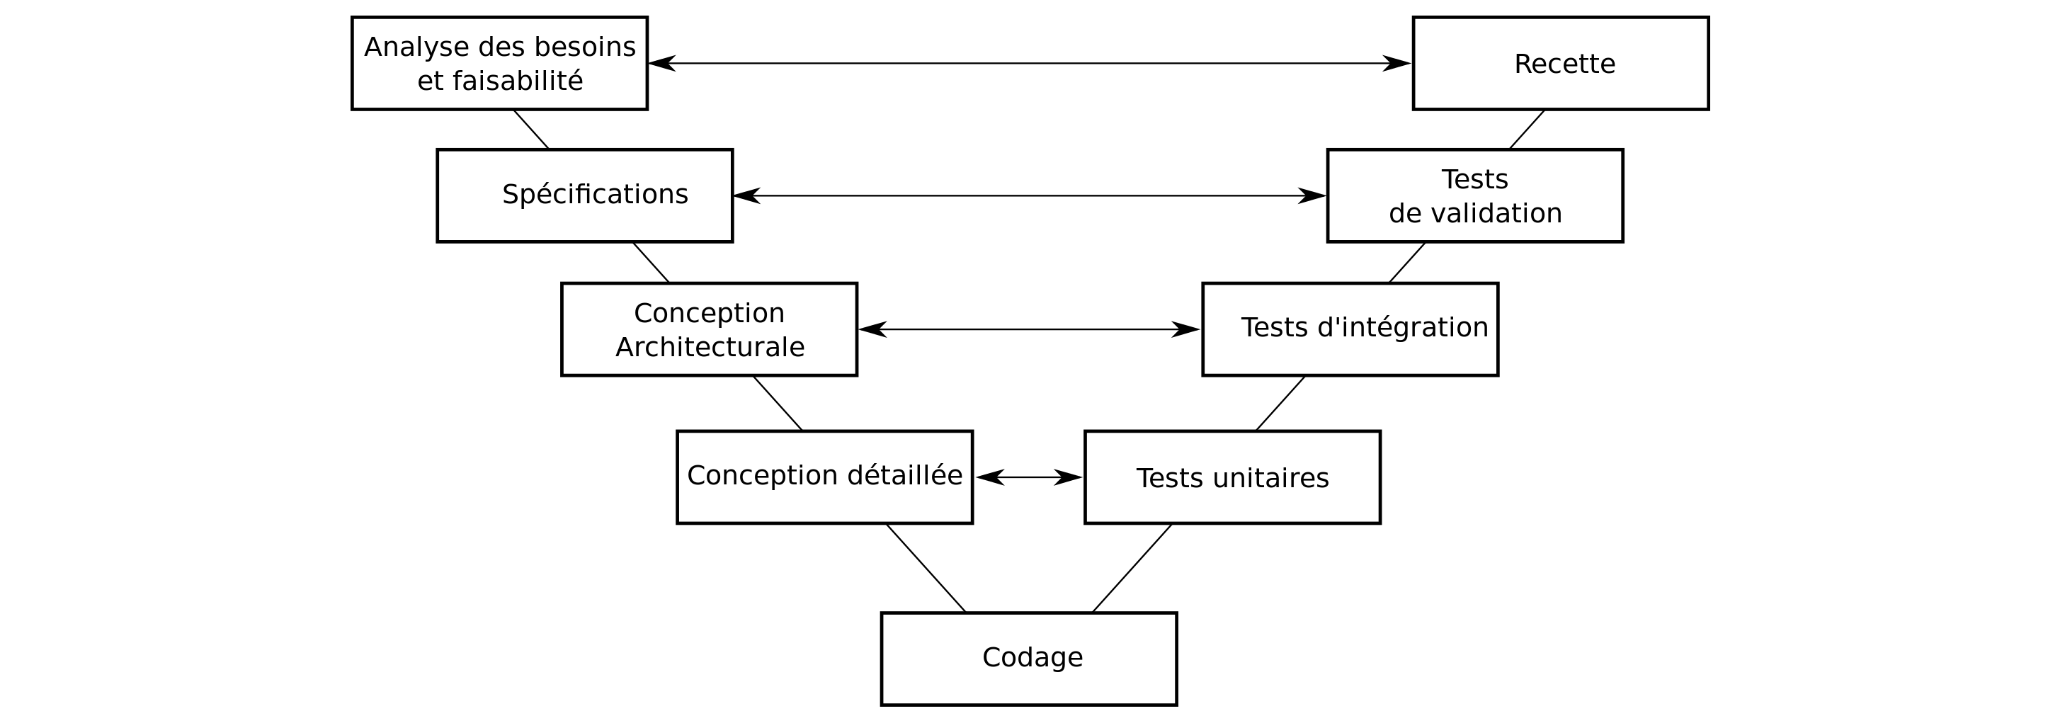 Analyse des besoins
et faisabilité
Recette
Spécifications
Tests
de validation
Conception
Architecturale
Tests d'intégration
Conception détaillée
Tests unitaires
Codage